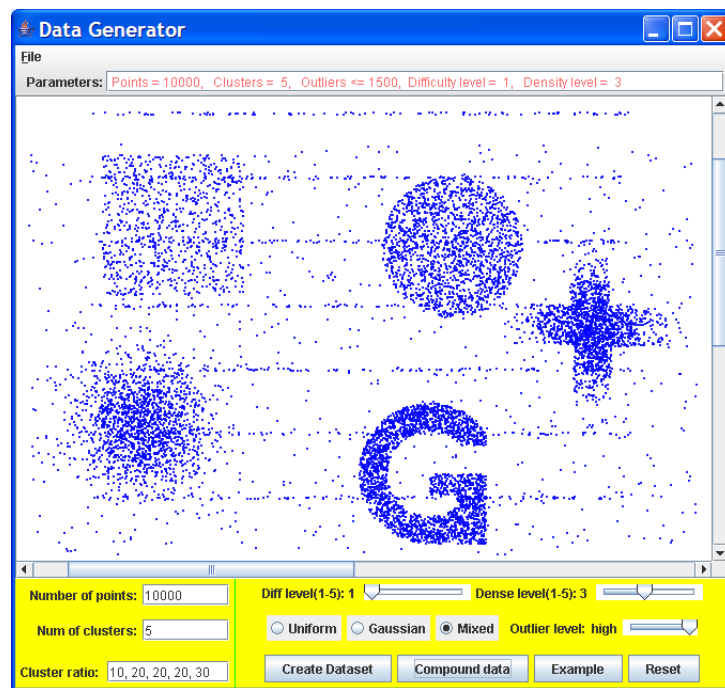 Data Generator
File
Parameters: Points = 10000, Clusters = 5, Outliers <= 1500, Difficulty level = 1, Density level = 3
G
Number of points: 10000 Diff level(1-5): 1 Dense level(1-5): 3
Num of clusters: 5 Uniform Gaussian Mixed Outlier level: high
Cluster ratio: 10, 20, 20, 20, 30 Create Dataset Compound data Example Reset